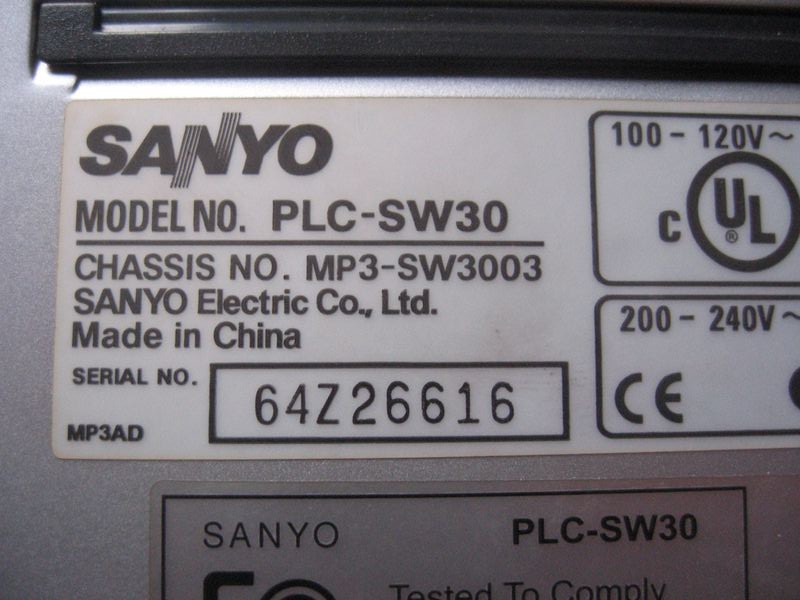 SANYO
MODEL NO. PLC-SW30
CHASSIS NO. MP3-SW3003
SANYO Electric Co., Ltd.
Made in China
SERIAL NO. 64Z26616
MP3AD
100 - 120V~
C UL ®
200 - 240V~
CE
SANYO PLC-SW30
Tested To Comply